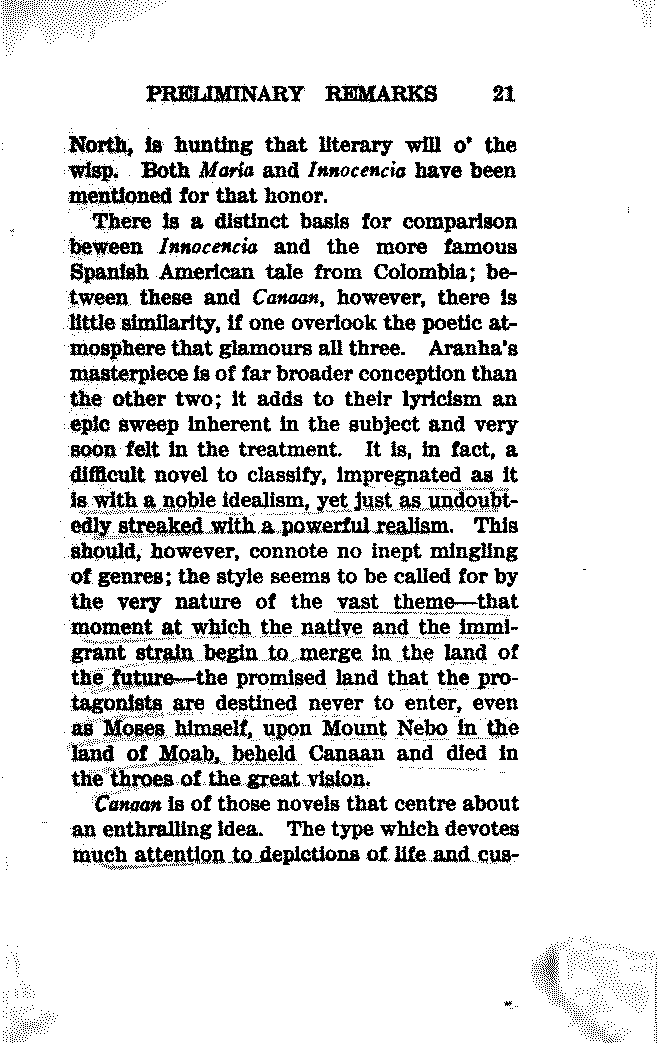 PRELIMINARY REMARKS 21
North, is hunting that literary will o' the
wisp. Both Maria and Innocencia have been
mentioned for that honor.
There is a distinct basis for comparison
beween Innocencia and the more famous
Spanish American tale from Colombia; be-
tween these and Canaan, however, there is
little similarity, if one overlook the poetic at-
mosphere that glamours all three. Aranha's
masterpiece is of far broader conception than
the other two; it adds to their lyricism an
epic sweep inherent in the subject and very
soon felt in the treatment. It is, in fact, a
difficult novel to classify, impregnated as it
is with a noble idealism, yet just as undoubt-
edly streaked with a powerful realism. This
should, however, connote no inept mingling
of genres; the style seems to be called for by
the very nature of the vast theme—that
moment at which the native and the immi-
grant strain begin to merge in the land of
the future—the promised land that the pro-
tagonists are destined never to enter, even
as Moses himself, upon Mount Nebo in the
land of Moab, beheld Canaan and died in
the throes of the great vision.
Canaan is of those novels that centre about
an enthralling idea. The type which devotes
much attention to depictions of life and cus-